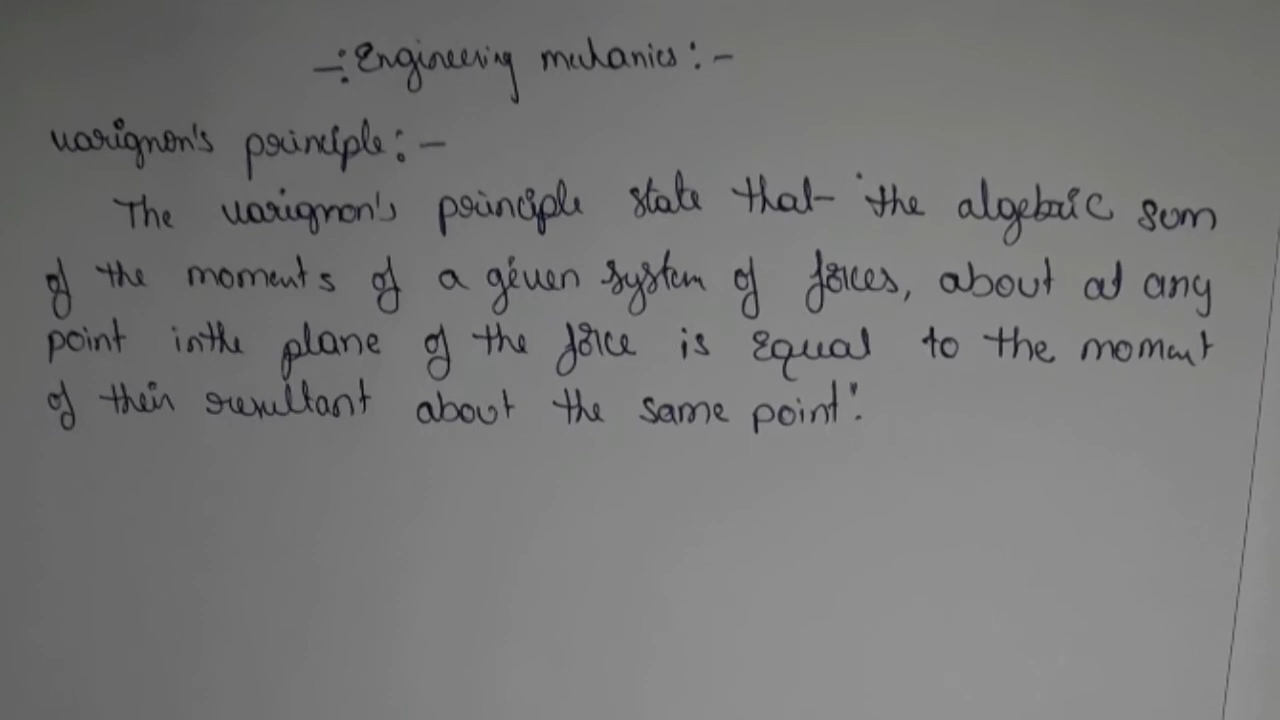 -:Engineering mechanics:-
varignon's principle:-
The varignon's principle state that "the algebraic sum
of the moments of a given system of forces, about at any
point inthe plane of the force is equal to the moment
of their resultant about the same point".